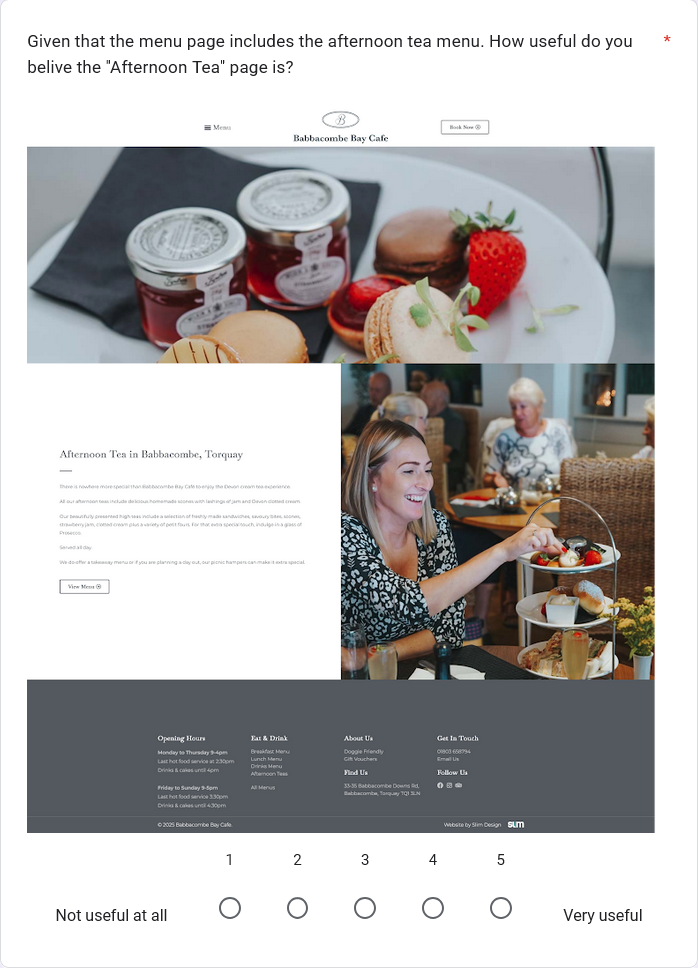 Given that the menu page includes the afternoon tea menu. How useful do you
belive the "Afternoon Tea" page is?
*
Menu
B
Babbacombe Bay Cafe
Book Now
Afternoon Tea in Babbacombe, Torquay
There is nowhere more special than Babbacombe Bay Cafe to enjoy the Devon cream tea experience.
All our afternoon teas include delicious homemade scones with lashings of jam and Devon clotted cream.
Our beautifully presented high teas include a selection of freshly made sandwiches, savoury bites, scones,
strawberry jam, clotted cream plus a variety of petit fours. For that extra special touch, indulge in a glass of
Prosecco.
Served all day.
We do offer a takeaway menu or if you are planning a day out, our picnic hampers can make it extra special.
View Menu
Opening Hours
Monday to Thursday 9-4pm
Last hot food service at 2:30pm
Drinks & cakes until 4pm
Friday to Sunday 9-5pm
Last hot food service 3:30pm
Drinks & cakes until 4:30pm
Eat & Drink
Breakfast Menu
Lunch Menu
Drinks Menu
Afternoon Teas
All Menus
About Us
Doggie Friendly
Gift Vouchers
Find Us
33-35 Babbacombe Downs Rd,
Babbacombe, Torquay TQ1 3LN
Get In Touch
01803 658794
Email Us
Follow Us
© 2025 Babbacombe Bay Cafe.
Website by Slim Design
slim
1 2 3 4 5
Not useful at all
Very useful